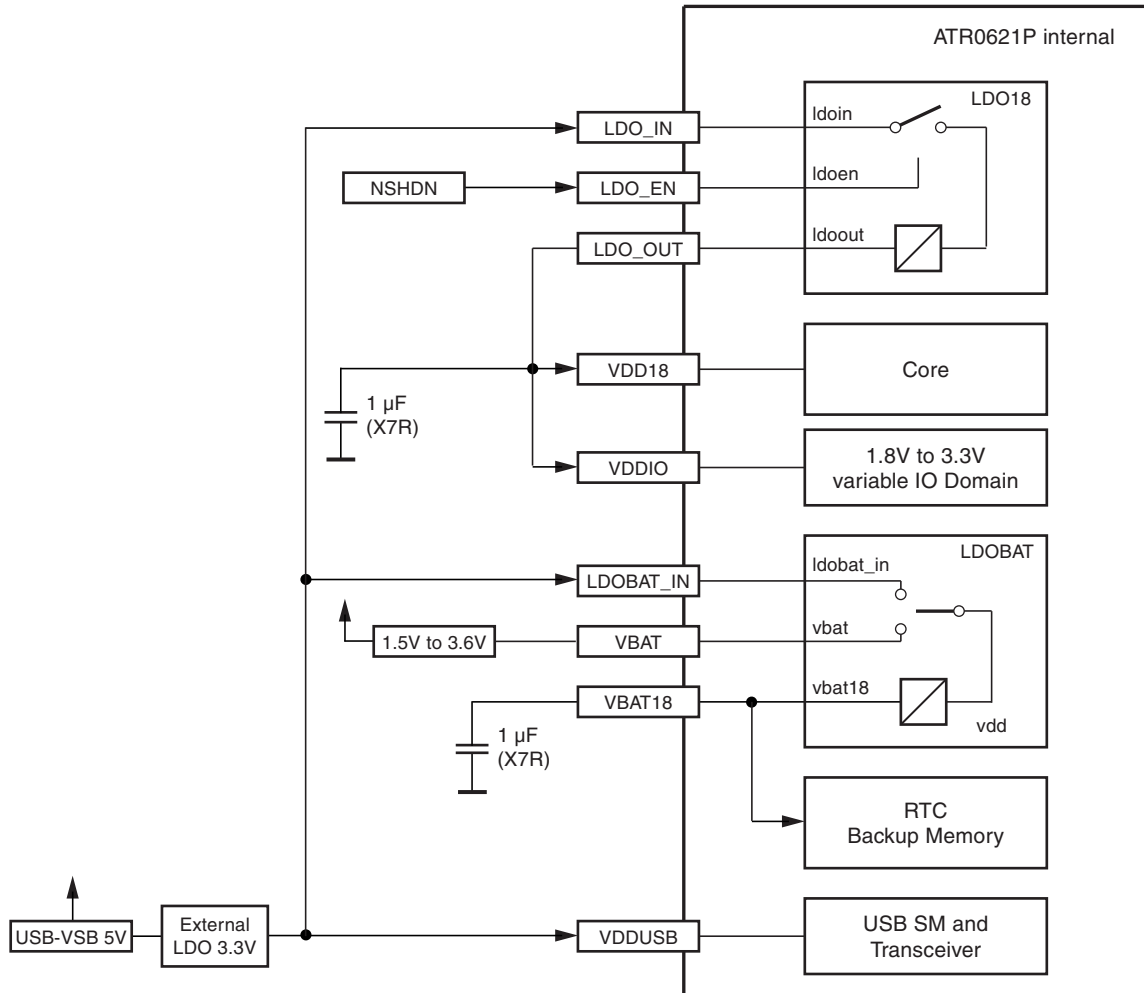 ATR0621P internal
LDO18
LDO_IN
ldoin
NSHDN
LDO_EN
ldoen
LDO_OUT
ldoout
VDD18
Core
1 µF
(X7R)
VDDIO
1.8V to 3.3V
variable IO Domain
LDOBAT
LDOBAT_IN
ldobat_in
1.5V to 3.6V
VBAT
vbat
VBAT18
vbat18
vdd
1 µF
(X7R)
RTC
Backup Memory
USB-VSB 5V
External
LDO 3.3V
VDDUSB
USB SM and
Transceiver